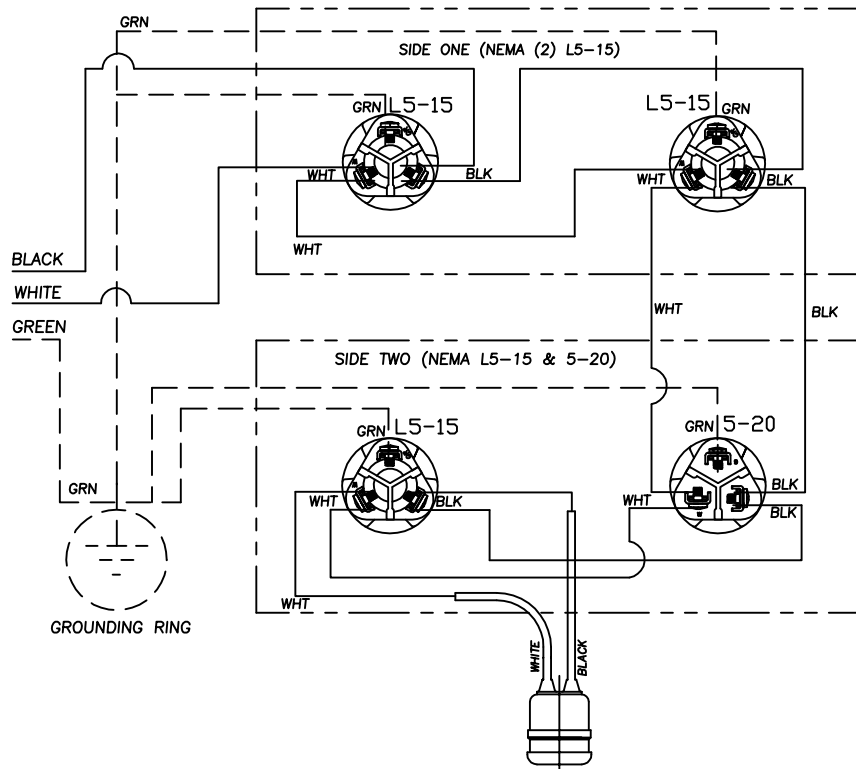 GRN
SIDE ONE (NEMA (2) L5-15)
GRN L5-15
L5-15 GRN
WHT
BLK
WHT
BLK
WHT
BLACK
WHITE
GREEN
WHT
BLK
SIDE TWO (NEMA L5-15 & 5-20)
GRN L5-15
GRN 5-20
GRN
WHT
BLK
WHT
BLK
BLK
WHT
GROUNDING RING
WHITE
BLACK